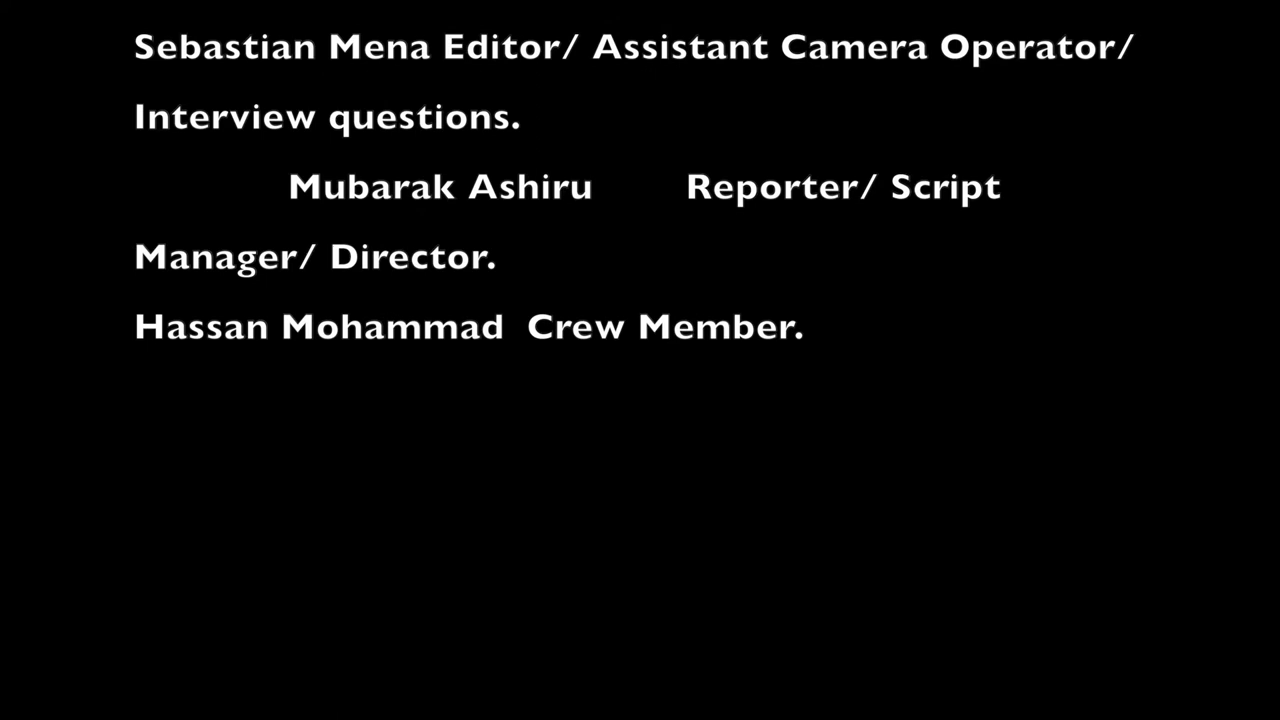 Sebastian Mena Editor/ Assistant Camera Operator/
Interview questions.
Mubarak Ashiru Reporter/ Script
Manager/ Director.
Hassan Mohammad Crew Member.